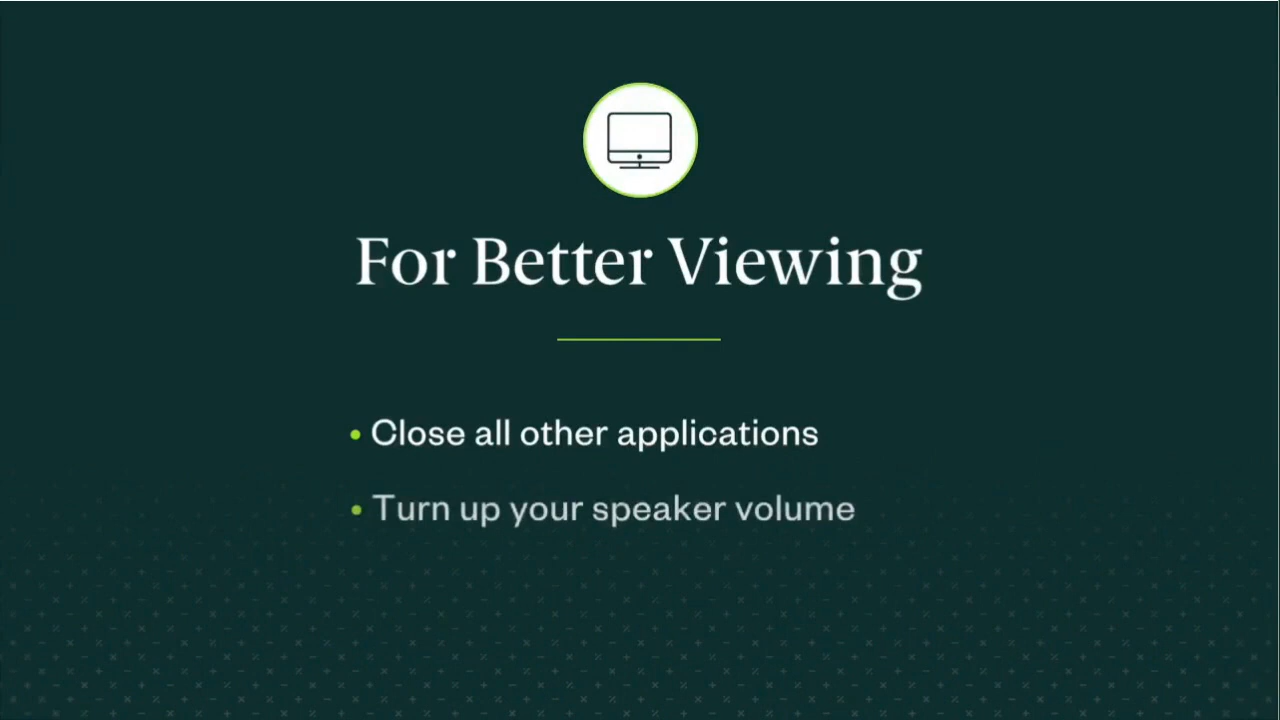 For Better Viewing
• Close all other applications
• Turn up your speaker volume